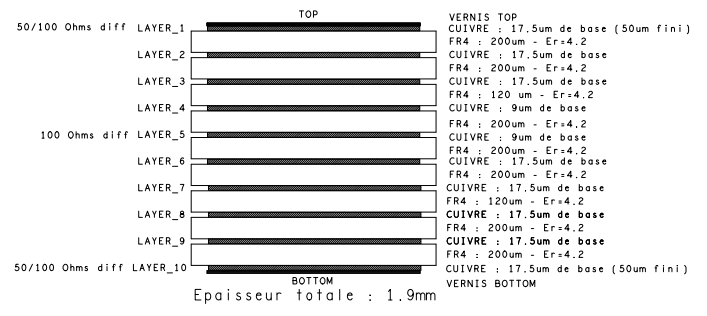 TOP
VERNIS TOP
50/100 Ohms diff LAYER_1 CUIVRE : 17.5um de base (50um fini)
FR4 : 200um - Er=4.2
LAYER_2 CUIVRE : 17.5um de base
FR4 : 200um - Er=4.2
LAYER_3 CUIVRE : 17.5um de base
FR4 : 120 um - Er=4.2
LAYER_4 CUIVRE : 9um de base
FR4 : 200um - Er=4.2
100 Ohms diff LAYER_5 CUIVRE : 9um de base
FR4 : 200um - Er=4.2
LAYER_6 CUIVRE : 17.5um de base
FR4 : 200um - Er=4.2
LAYER_7 CUIVRE : 17.5um de base
FR4 : 120um - Er=4.2
LAYER_8 CUIVRE : 17.5um de base
FR4 : 200um - Er=4.2
LAYER_9 CUIVRE : 17.5um de base
FR4 : 200um - Er=4.2
50/100 Ohms diff LAYER_10 CUIVRE : 17.5um de base (50um fini)
BOTTOM VERNIS BOTTOM
Epaisseur totale : 1.9mm